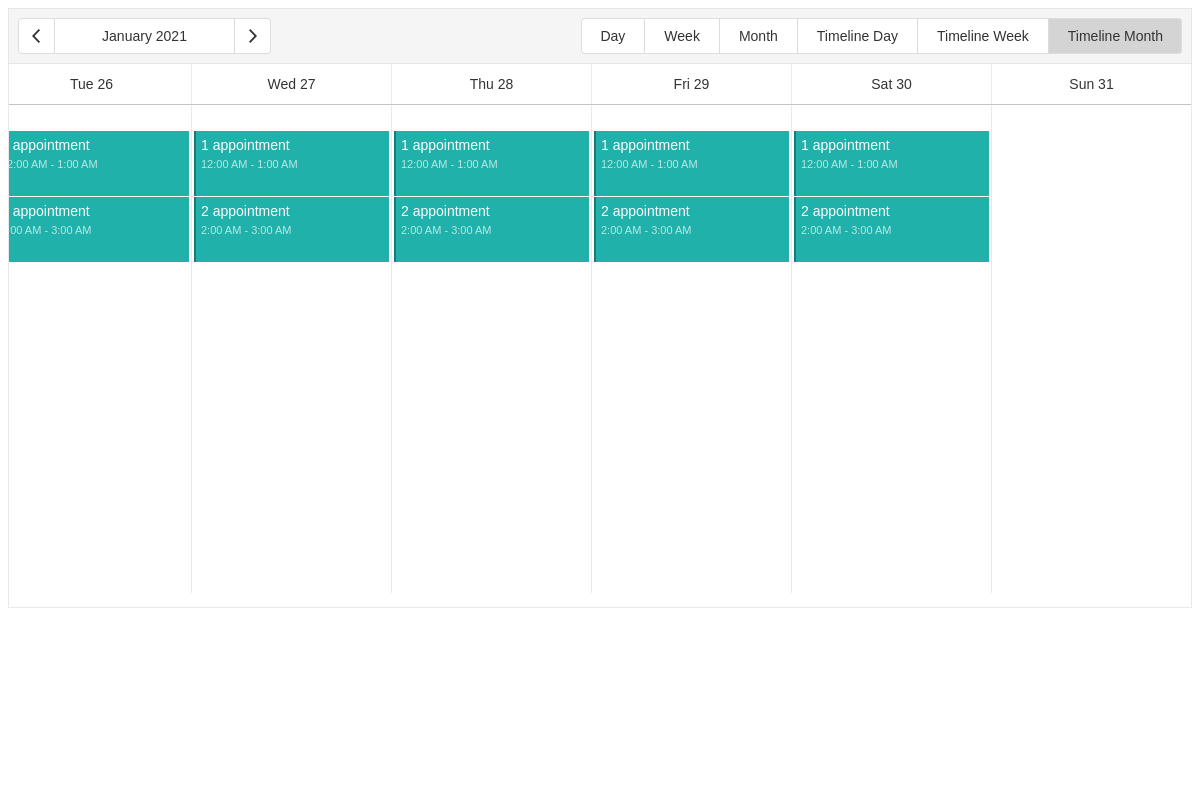 January 2021
Day Week Month Timeline Day Timeline Week Timeline Month
Tue 26 Wed 27 Thu 28 Fri 29 Sat 30 Sun 31
appointment 1 appointment 1 appointment 1 appointment 1 appointment
2:00 AM - 1:00 AM 12:00 AM - 1:00 AM 12:00 AM - 1:00 AM 12:00 AM - 1:00 AM 12:00 AM - 1:00 AM
appointment 2 appointment 2 appointment 2 appointment 2 appointment
:00 AM - 3:00 AM 2:00 AM - 3:00 AM 2:00 AM - 3:00 AM 2:00 AM - 3:00 AM 2:00 AM - 3:00 AM